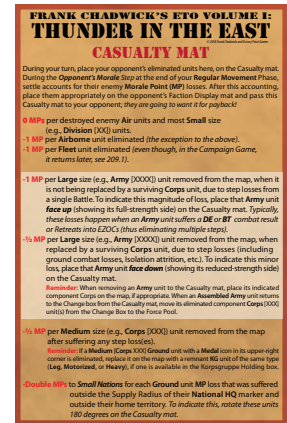 FRANK CHADWICK'S ETO VOLUME I:
THUNDER IN THE EAST
CASUALTY MAT
During your turn, place your opponent's eliminated units here, on the Casualty mat.
During the Opponent's Morale Step at the end of your Regular Movement Phase,
settle accounts for their enemy Morale Point (MP) losses. After this accounting,
place them appropriately on the opponent's Faction Display mat and pass this
Casualty mat to your opponent; they are going to want it for payback!
0 MPs per destroyed enemy Air units and most Small size
(e.g., Division [XX]) units.
-1 MP per Airborne unit eliminated (the exception to the above).
-1 MP per Fleet unit eliminated (even though, in the Campaign Game,
it returns later, see 209.1).
-1 MP per Large size (e.g., Army [XXXX]) unit removed from the map, when it
is not being replaced by a surviving Corps unit, due to step losses from
a single Battle. To indicate this magnitude of loss, place that Army unit
face up (showing its full-strength side) on the Casualty mat. Typically,
these losses happen when an Army unit suffers a DE or BT combat result
or Retreats into EZOCs (thus eliminating multiple steps).
-½ MP per Large size (e.g., Army [XXXX]) unit removed from the map, when
replaced by a surviving Corps unit, due to step losses (including
ground combat losses, Isolation attrition, etc.). To indicate this minor
loss, place that Army unit face down (showing its reduced-strength side)
on the Casualty mat.
Reminder: When removing an Army unit to the Casualty mat, place its indicated
component Corps on the map, if appropriate. When an Assembled Army unit returns
to the Change box from the Casualty mat, move its eliminated component Corps [XXX]
unit(s) from the Change Box to the Force Pool.
-½ MP per Medium size (e.g., Corps [XXX]) unit removed from the map
after suffering any step loss(es).
Reminder: If a Medium (Corps XXX) Ground unit with a Medal icon in its upper-right
corner is eliminated, replace it on the map with a remnant KG unit of the same type
(Leg, Motorized, or Heavy), if one is available in the Korpsgruppe Holding box.
-Double MPs to Small Nations for each Ground unit MP loss that was suffered
outside the Supply Radius of their National HQ marker and
outside their home territory. To indicate this, rotate these units
180 degrees on the Casualty mat.